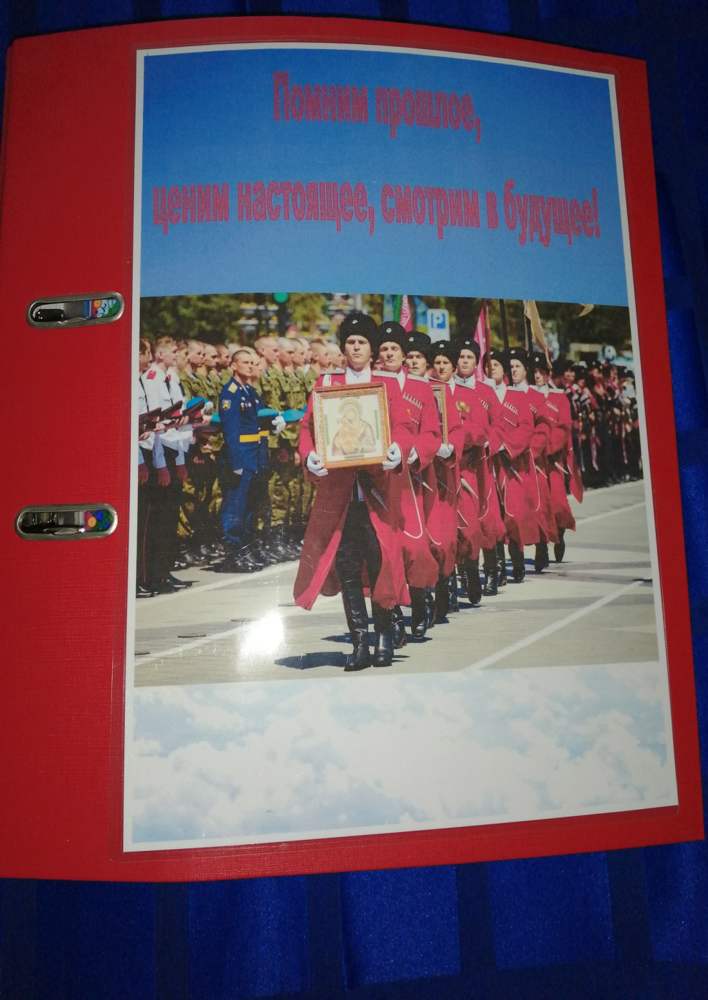 Помним прошлое,
ценим настоящее, смотрим в будущее!
P